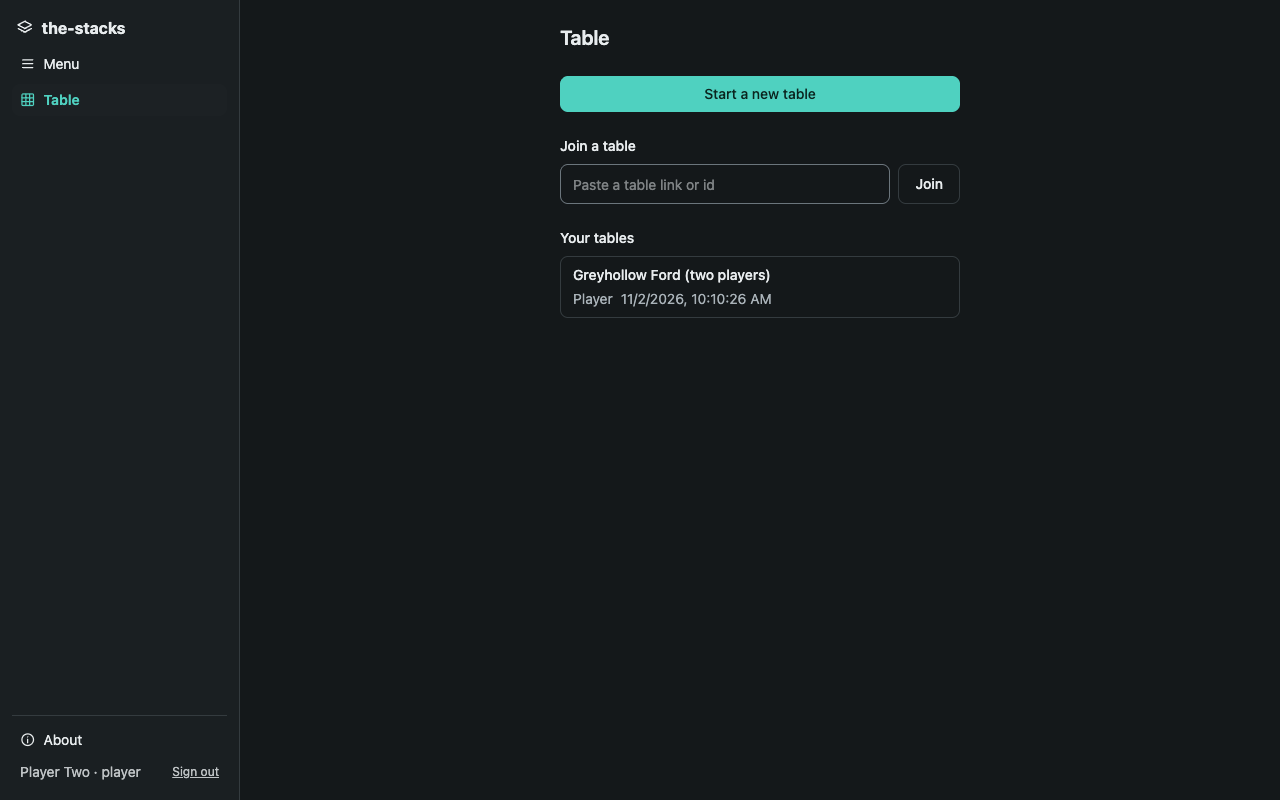 the-stacks
Menu
Table
Table
Start a new table
Join a table
Paste a table link or id
Join
Your tables
Greyhollow Ford (two players)
Player 11/2/2026, 10:10:26 AM
About
Player Two · player
Sign out